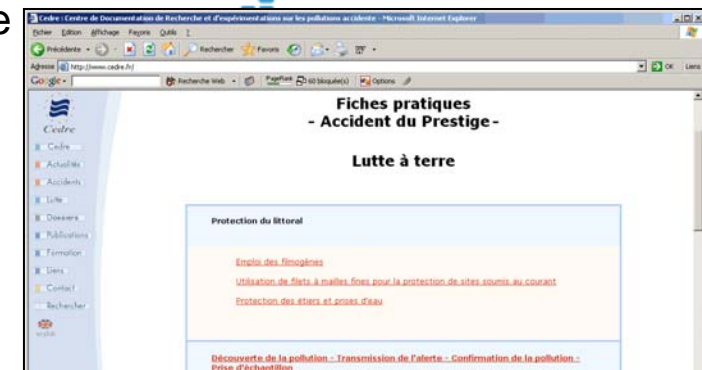 e
Cedre : Centre de Documentation de Recherche et d'expérimentations sur les pollutions accidente - Microsoft Internet Explorer
Fichier Edition Affichage Favoris Outils ?
Précédente Rechercher Favoris
Adresse http://www.cedre.fr/ OK Liens
Google Recherche Web PageRank 60 bloquée(s) Options
Cedre
Cedre
Actualités
Accidents
Lutte
Dossiers
Publications
Formation
Liens
Contact
Rechercher
english
Fiches pratiques
- Accident du Prestige-
Lutte à terre
Protection du littoral
Emploi des filmogènes
Utilisation de filets à mailles fines pour la protection de sites soumis au courant
Protection des étiers et prises d'eau
Découverte de la pollution - Transmission de l'alerte - Confirmation de la pollution -
Prise d'échantillon